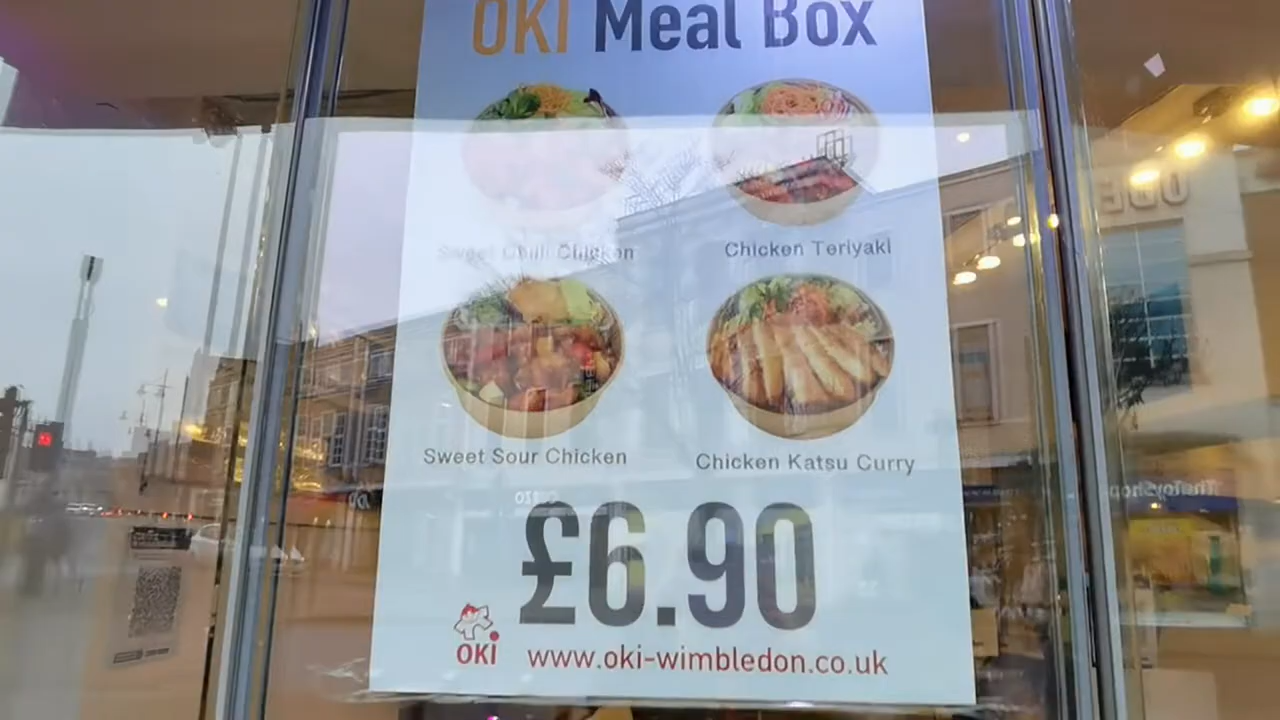 OKI Meal Box
Sweet Chilli Chicken
Chicken Teriyaki
Sweet Sour Chicken
Chicken Katsu Curry
£6.90
OKI
www.oki-wimbledon.co.uk
TheToyShop